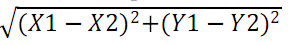 √(X1 − X2)²+(Y1 − Y2)²